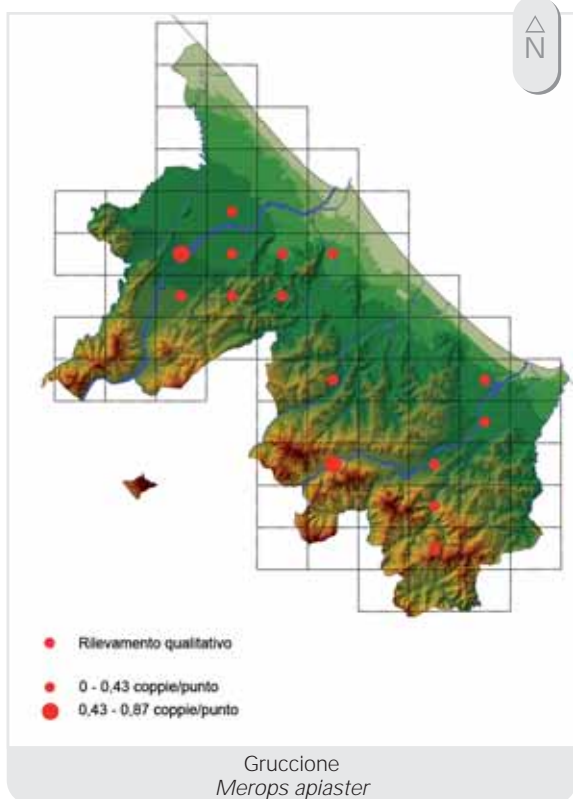 N
Rilevamento qualitativo
0 - 0,43 coppie/punto
0,43 - 0,87 coppie/punto
Gruccione
Merops apiaster